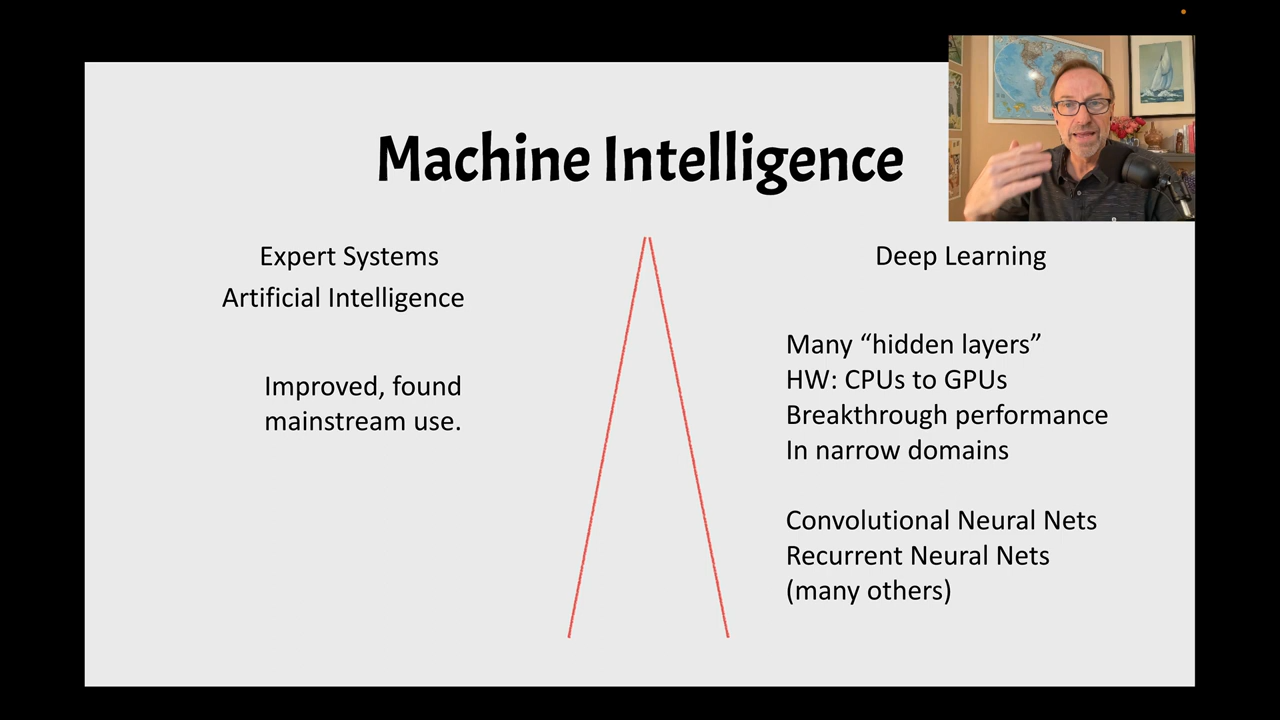 Machine Intelligence
Expert Systems
Artificial Intelligence
Improved, found
mainstream use.
Deep Learning
Many “hidden layers”
HW: CPUs to GPUs
Breakthrough performance
In narrow domains
Convolutional Neural Nets
Recurrent Neural Nets
(many others)